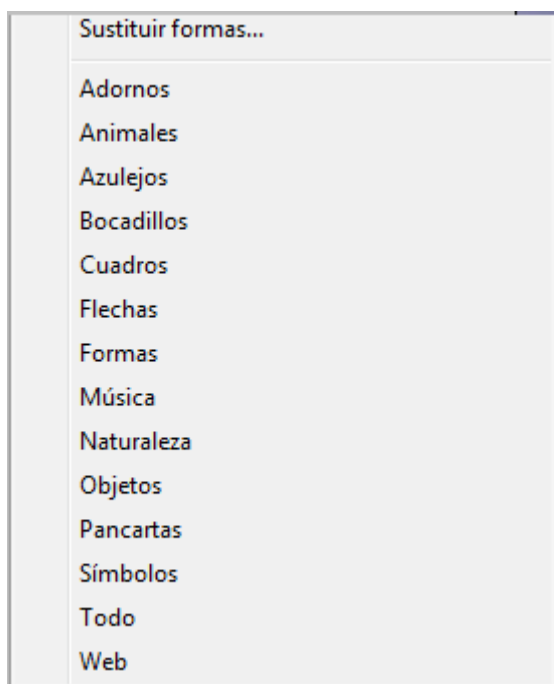 Sustituir formas...
Adornos
Animales
Azulejos
Bocadillos
Cuadros
Flechas
Formas
Música
Naturaleza
Objetos
Pancartas
Símbolos
Todo
Web